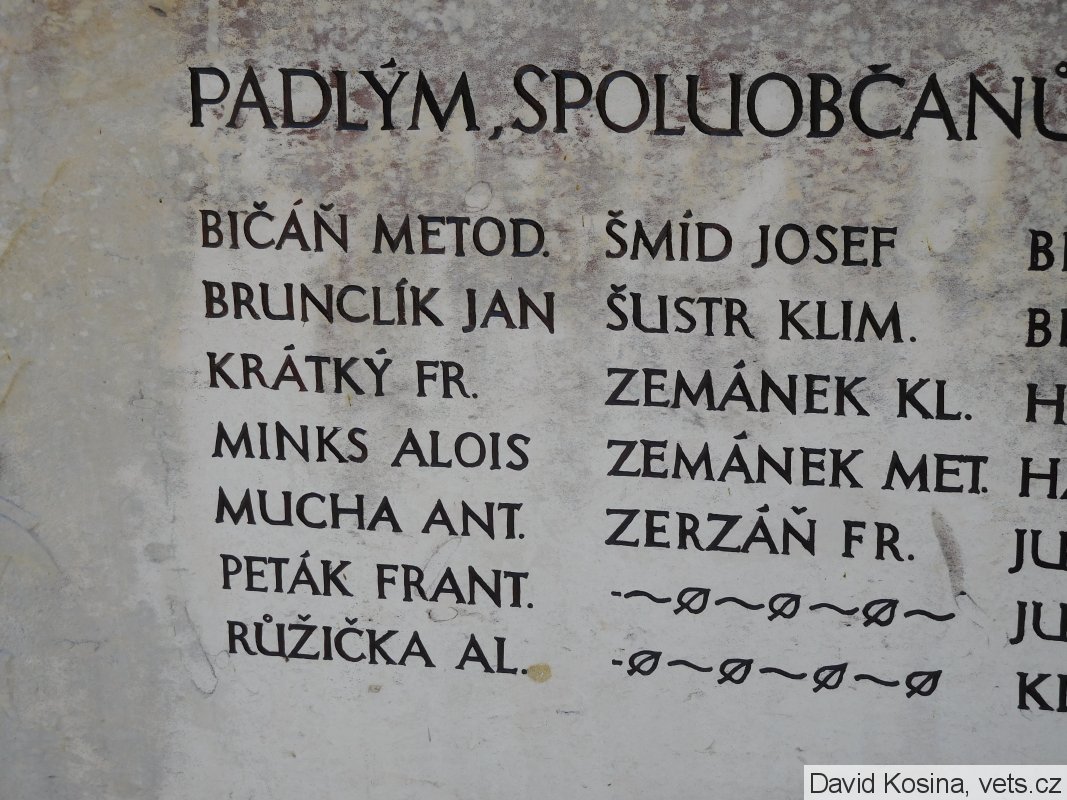 PADLÝM, SPOLUOBČANŮ
BIČÁŇ METOD.
BRUNCLÍK JAN
KRÁTKÝ FR.
MINKS ALOIS
MUCHA ANT.
PETÁK FRANT.
RŮŽIČKA AL.
ŠMÍD JOSEF
ŠUSTR KLIM.
ZEMÁNEK KL.
ZEMÁNEK MET.
ZERZÁŇ FR.
David Kosina, vets.cz